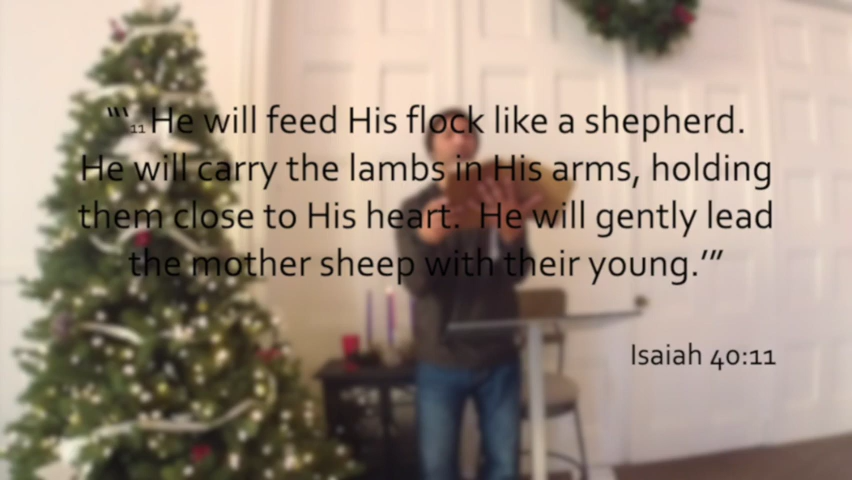 "‘11 He will feed His flock like a shepherd.
He will carry the lambs in His arms, holding
them close to His heart.  He will gently lead
the mother sheep with their young.’"
Isaiah 40:11